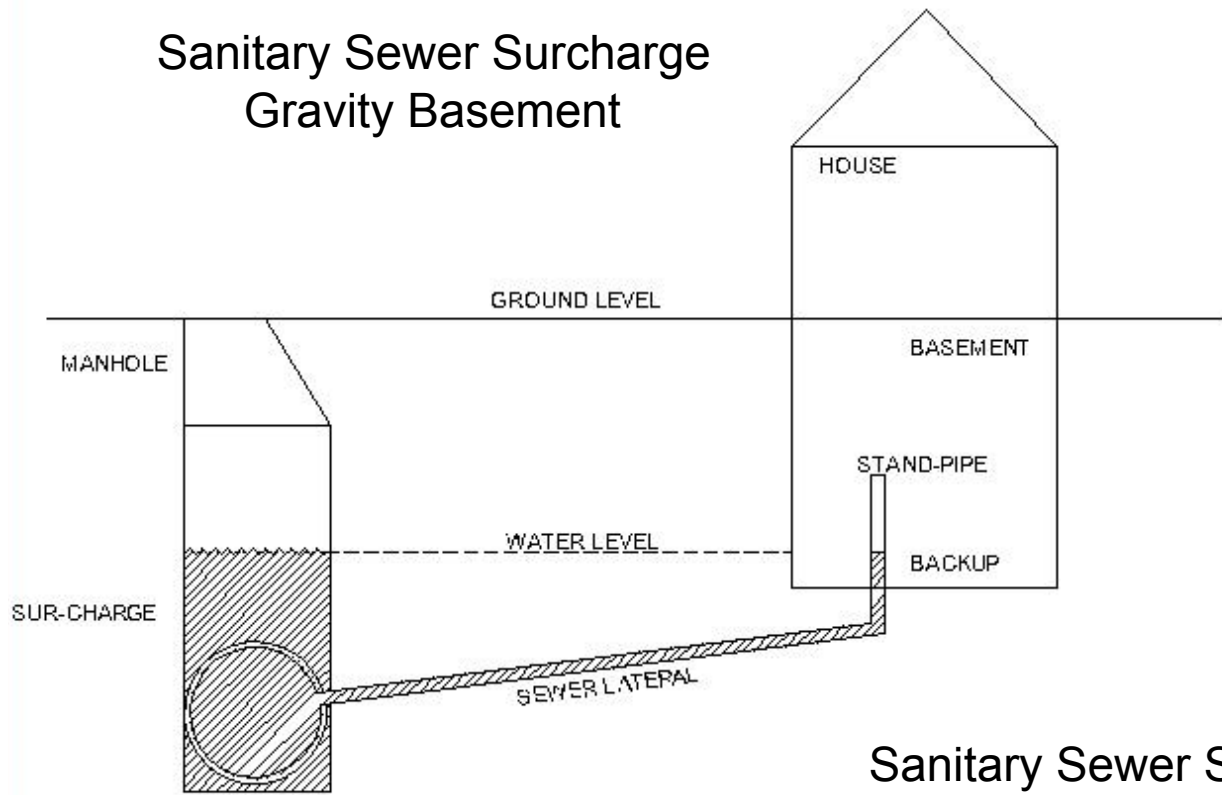 Sanitary Sewer Surcharge
Gravity Basement
HOUSE
GROUND LEVEL
MANHOLE
BASEMENT
STAND-PIPE
WATER LEVEL
BACKUP
SUR-CHARGE
SEWER LATERAL
Sanitary Sewer S